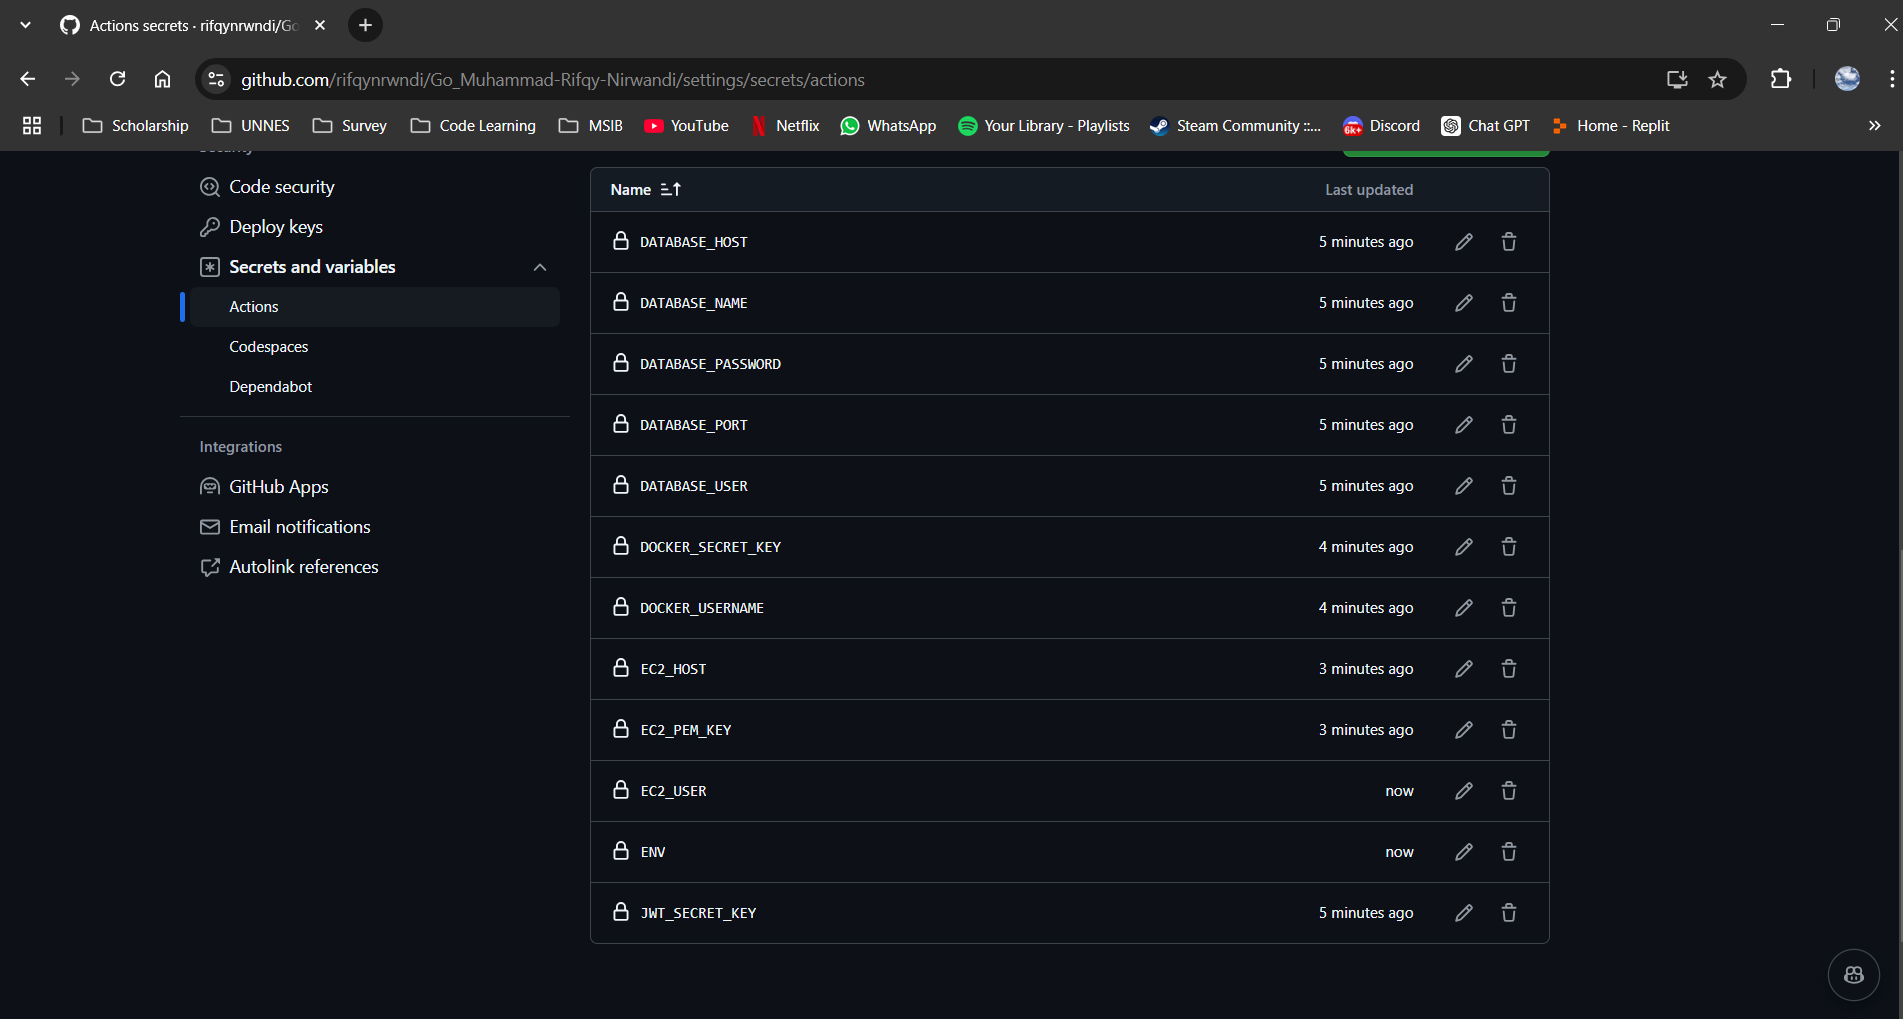 Actions secrets · rifqynrwndi/Go
github.com/rifqynrwndi/Go_Muhammad-Rifqy-Nirwandi/settings/secrets/actions
Scholarship UNNES Survey Code Learning MSIB YouTube Netflix WhatsApp Your Library - Playlists Steam Community ::... 6k+ Discord Chat GPT Home - Replit »
Security
Code security
Deploy keys
Secrets and variables
Actions
Codespaces
Dependabot
Integrations
GitHub Apps
Email notifications
Autolink references
Name Last updated
DATABASE_HOST 5 minutes ago
DATABASE_NAME 5 minutes ago
DATABASE_PASSWORD 5 minutes ago
DATABASE_PORT 5 minutes ago
DATABASE_USER 5 minutes ago
DOCKER_SECRET_KEY 4 minutes ago
DOCKER_USERNAME 4 minutes ago
EC2_HOST 3 minutes ago
EC2_PEM_KEY 3 minutes ago
EC2_USER now
ENV now
JWT_SECRET_KEY 5 minutes ago